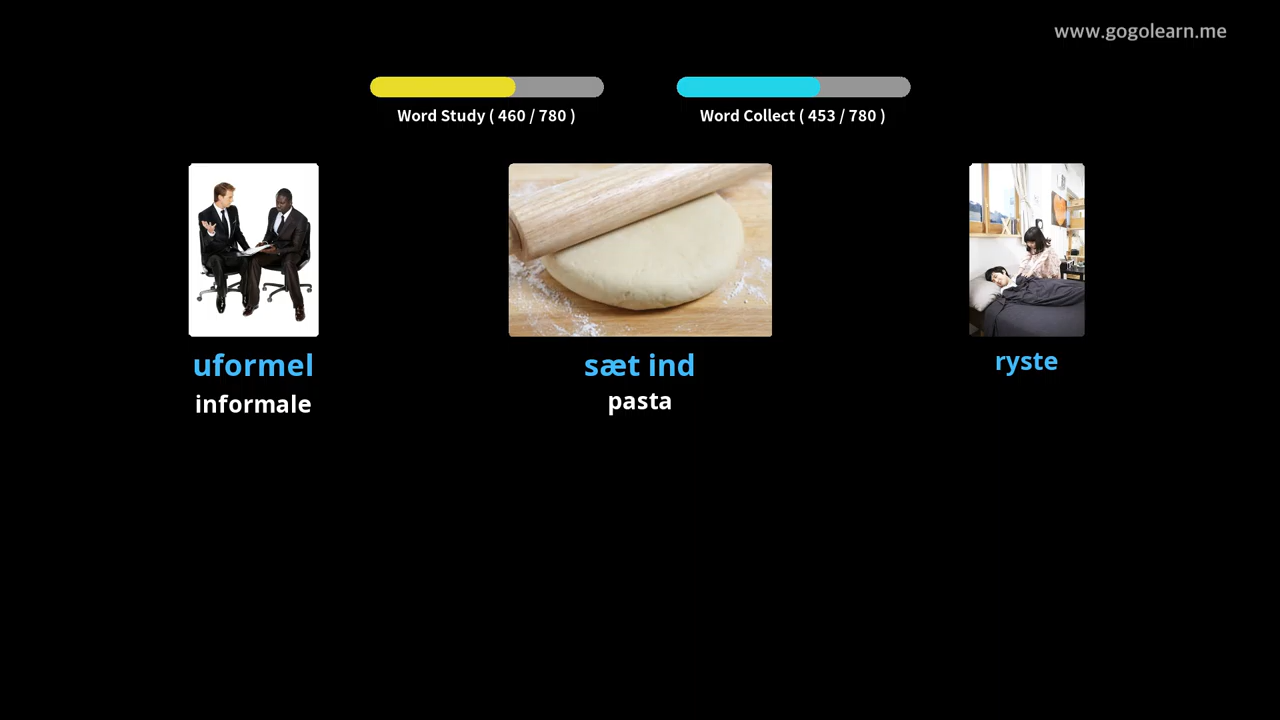 www.gogolearn.me
Word Study ( 460 / 780 )
Word Collect ( 453 / 780 )
uformel
informale
sæt ind
pasta
ryste